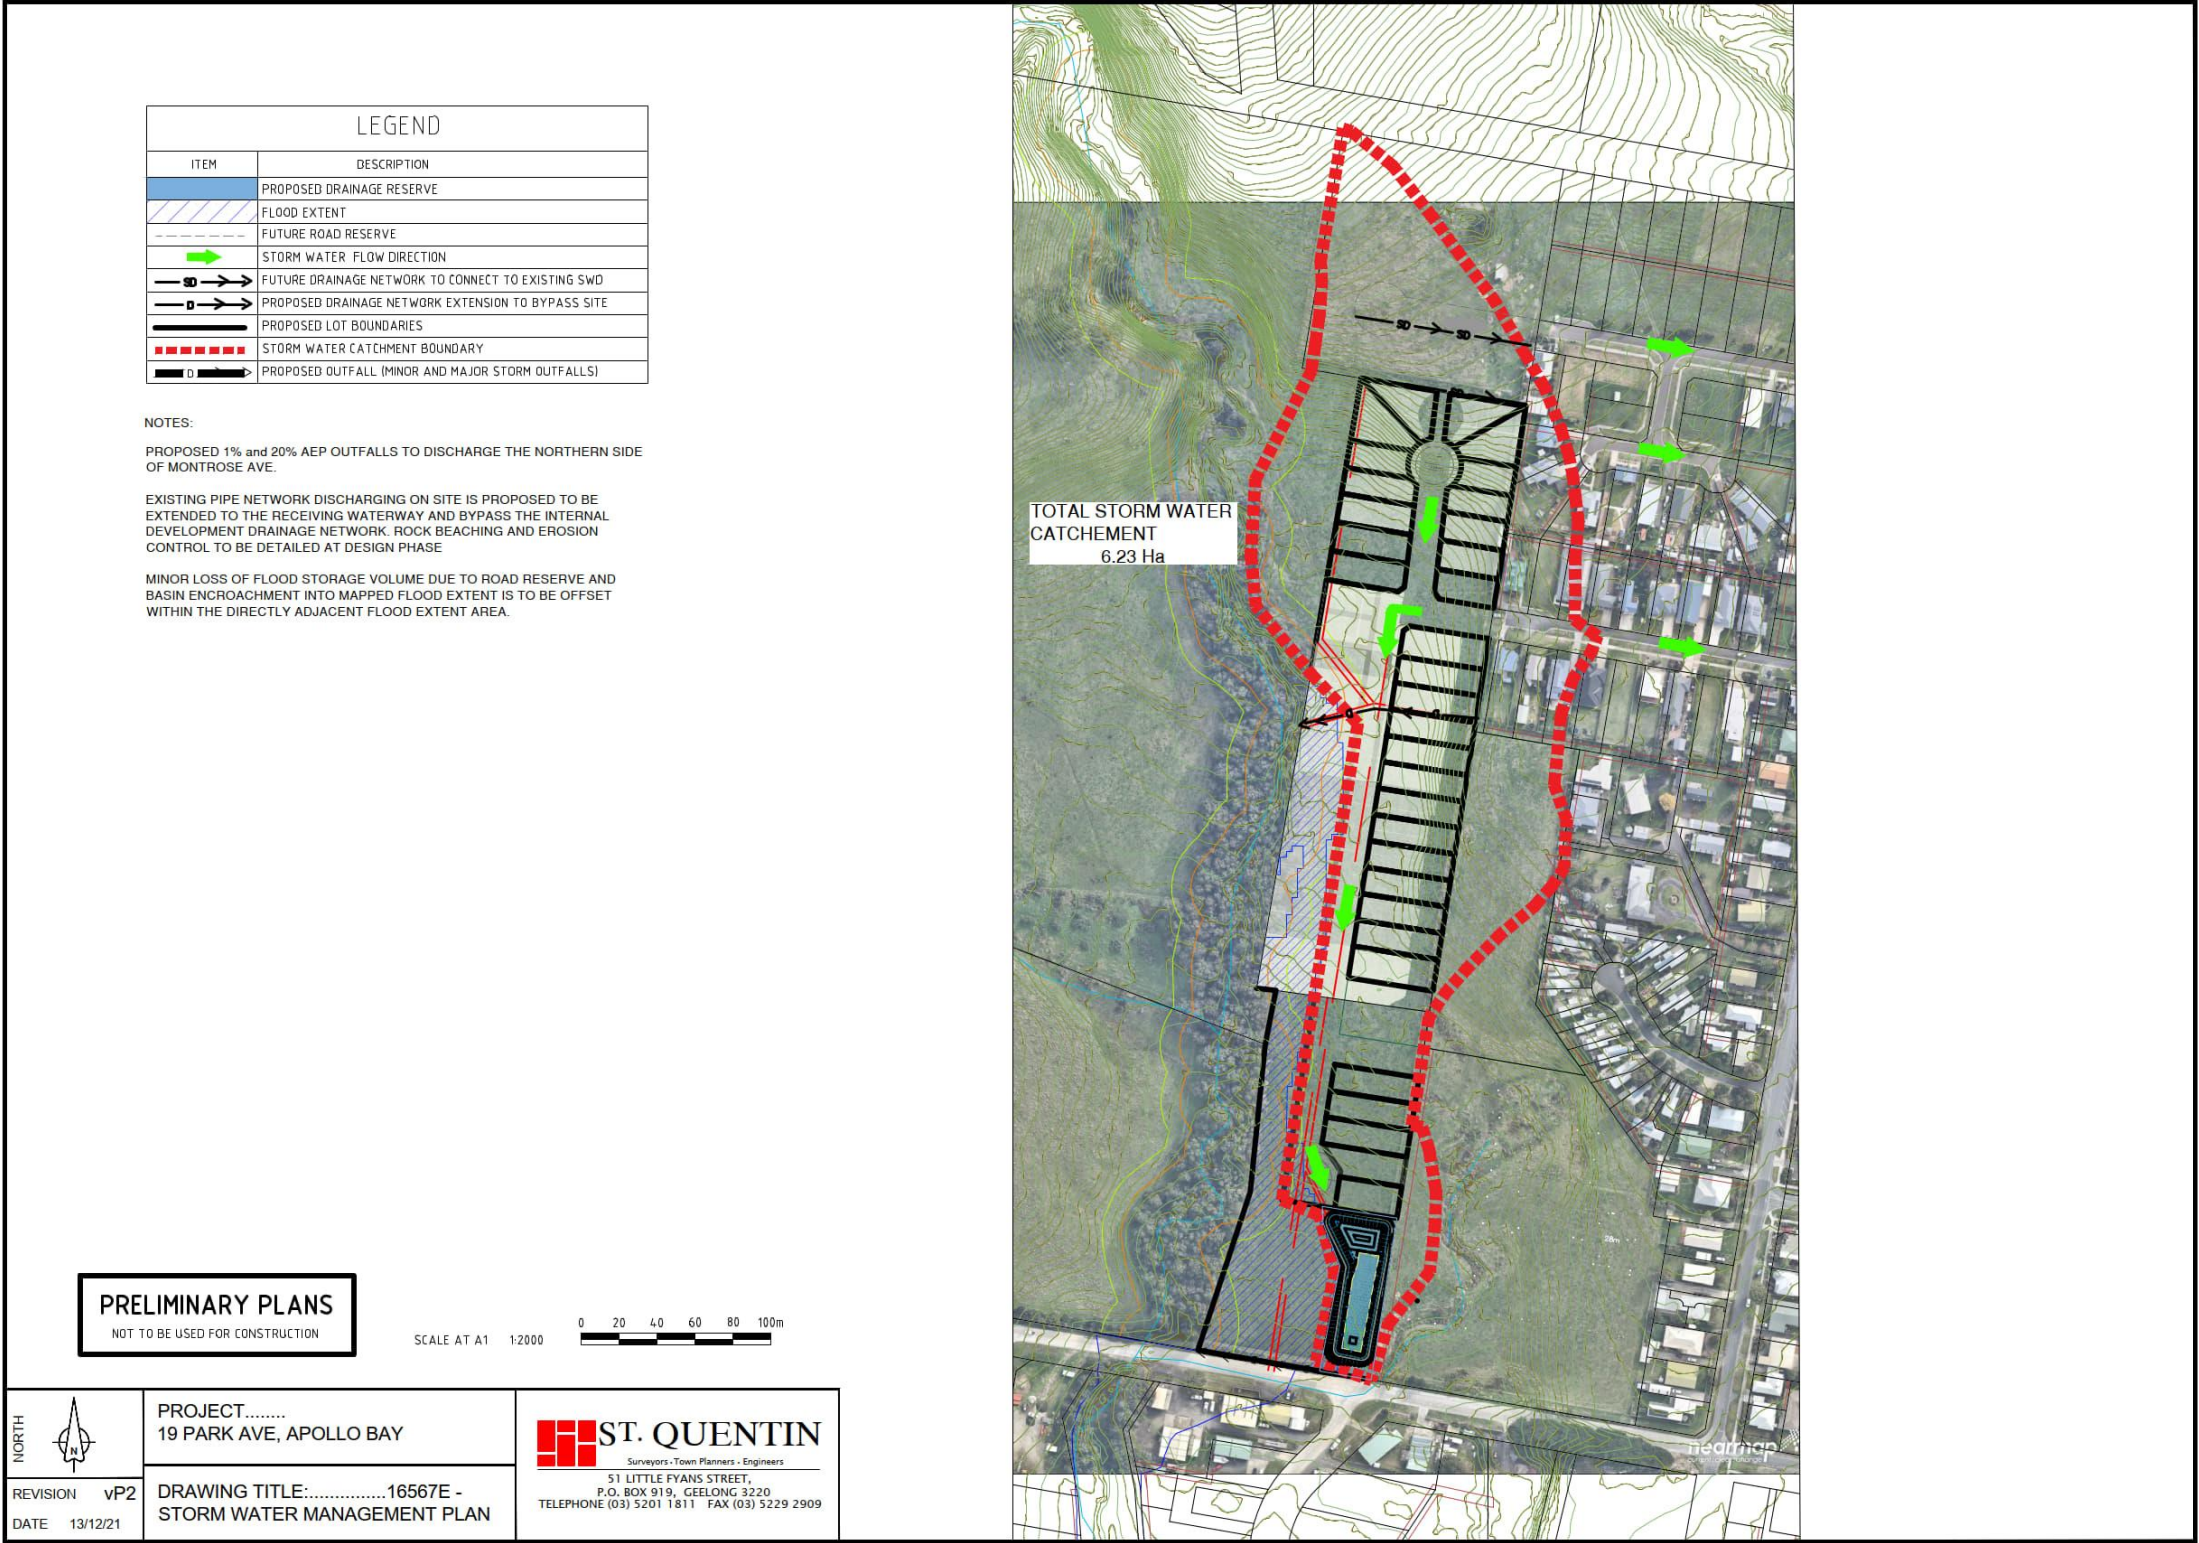 LEGEND
ITEM DESCRIPTION
PROPOSED DRAINAGE RESERVE
FLOOD EXTENT
FUTURE ROAD RESERVE
STORM WATER FLOW DIRECTION
SD FUTURE DRAINAGE NETWORK TO CONNECT TO EXISTING SWD
D PROPOSED DRAINAGE NETWORK EXTENSION TO BYPASS SITE
PROPOSED LOT BOUNDARIES
STORM WATER CATCHMENT BOUNDARY
D PROPOSED OUTFALL (MINOR AND MAJOR STORM OUTFALLS)
NOTES:
PROPOSED 1% and 20% AEP OUTFALLS TO DISCHARGE THE NORTHERN SIDE
OF MONTROSE AVE.
EXISTING PIPE NETWORK DISCHARGING ON SITE IS PROPOSED TO BE
EXTENDED TO THE RECEIVING WATERWAY AND BYPASS THE INTERNAL
DEVELOPMENT DRAINAGE NETWORK. ROCK BEACHING AND EROSION
CONTROL TO BE DETAILED AT DESIGN PHASE
MINOR LOSS OF FLOOD STORAGE VOLUME DUE TO ROAD RESERVE AND
BASIN ENCROACHMENT INTO MAPPED FLOOD EXTENT IS TO BE OFFSET
WITHIN THE DIRECTLY ADJACENT FLOOD EXTENT AREA.
SD SD
TOTAL STORM WATER
CATCHEMENT
6.23 Ha
nearmap
PRELIMINARY PLANS
NOT TO BE USED FOR CONSTRUCTION
SCALE AT A1 1:2000
0 20 40 60 80 100m
NORTH
N
REVISION vP2
DATE 13/12/21
PROJECT........
19 PARK AVE, APOLLO BAY
DRAWING TITLE:..............16567E -
STORM WATER MANAGEMENT PLAN
ST. QUENTIN
Surveyors - Town Planners - Engineers
51 LITTLE FYANS STREET,
P.O. BOX 919, GEELONG 3220
TELEPHONE (03) 5201 1811 FAX (03) 5229 2909